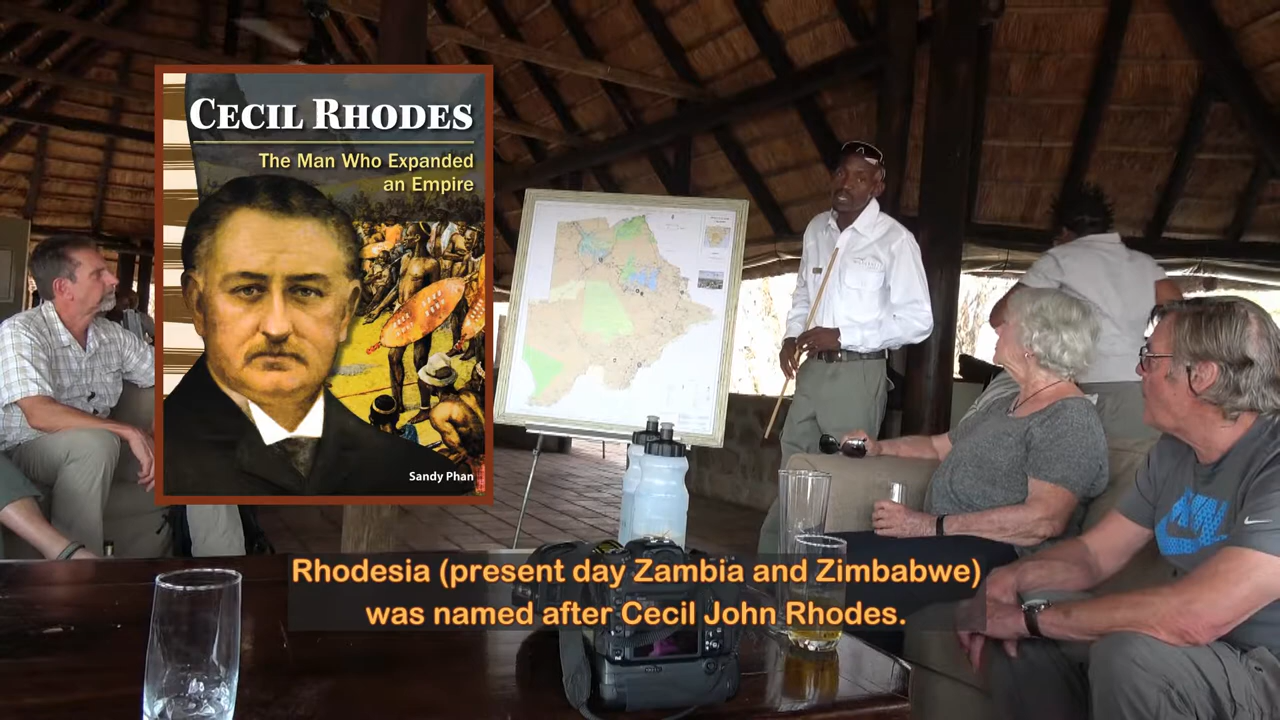 CECIL RHODES
The Man Who Expanded
an Empire
Sandy Phan
Rhodesia (present day Zambia and Zimbabwe)
was named after Cecil John Rhodes.